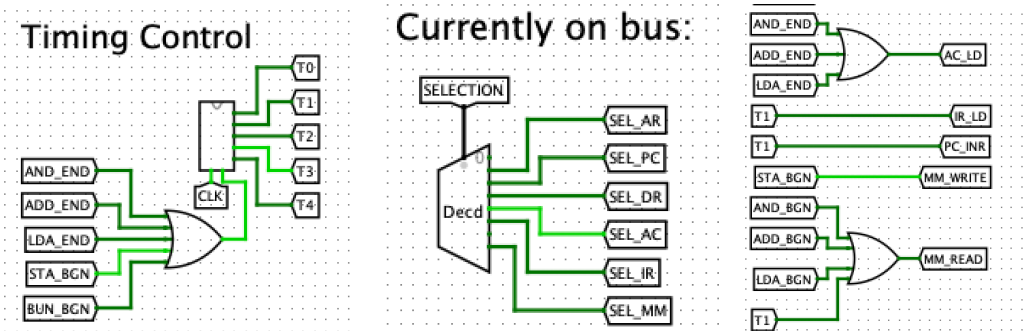 Timing Control
T0
T1
T2
T3
T4
CLK
AND_END
ADD_END
LDA_END
STA_BGN
BUN_BGN
Currently on bus:
SELECTION
0
Decd
SEL_AR
SEL_PC
SEL_DR
SEL_AC
SEL_IR
SEL_MM
AND_END
ADD_END
LDA_END
AC_LD
T1 IR_LD
T1 PC_INR
STA_BGN MM_WRITE
AND_BGN
ADD_BGN
LDA_BGN
T1
MM_READ